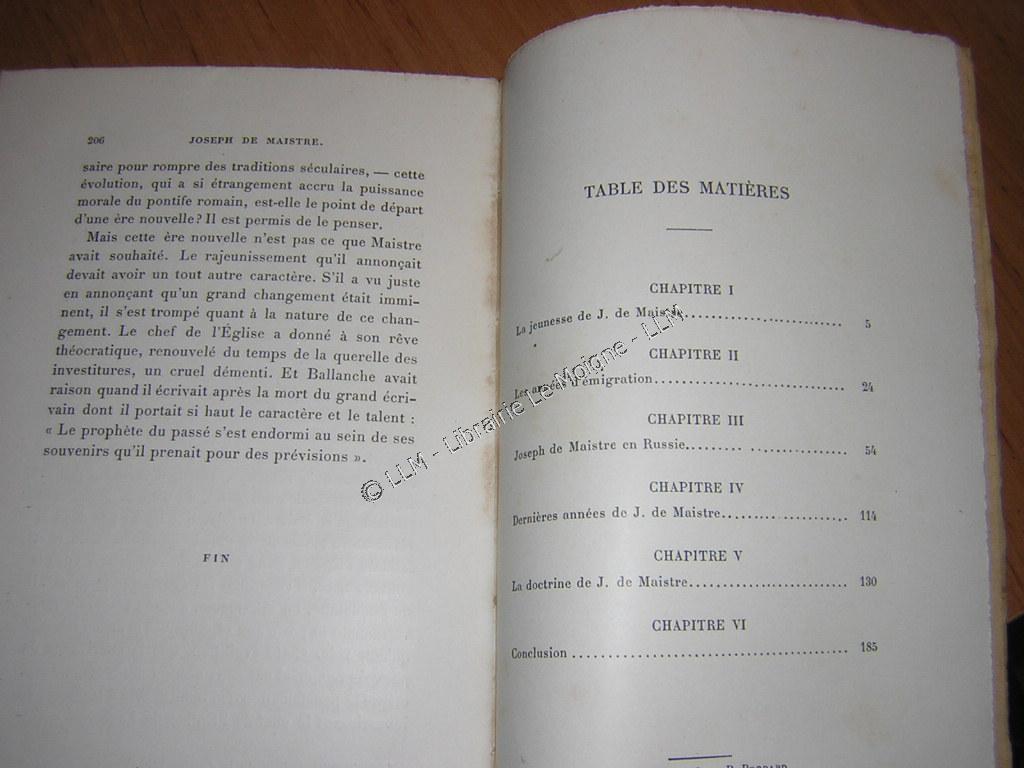 206 JOSEPH DE MAISTRE.
saire pour rompre des traditions séculaires, — cette
évolution, qui a si étrangement accru la puissance
morale du pontife romain, est-elle le point de départ
d'une ère nouvelle? Il est permis de le penser.
Mais cette ère nouvelle n'est pas ce que Maistre
avait souhaité. Le rajeunissement qu'il annonçait
devait avoir un tout autre caractère. S'il a vu juste
en annonçant qu'un grand changement était immi-
nent, il s'est trompé quant à la nature de ce chan-
gement. Le chef de l'Église a donné à son rêve
théocratique, renouvelé du temps de la querelle des
investitures, un cruel démenti. Et Ballanche avait
raison quand il écrivait après la mort du grand écri-
vain dont il portait si haut le caractère et le talent :
« Le prophète du passé s'est endormi au sein de ses
souvenirs qu'il prenait pour des prévisions ».
FIN
TABLE DES MATIÈRES
CHAPITRE I
La jeunesse de J. de Maistre........................ 5
CHAPITRE II
Les années d'émigration............................ 24
CHAPITRE III
Joseph de Maistre en Russie........................ 54
CHAPITRE IV
Dernières années de J. de Maistre.................. 114
CHAPITRE V
La doctrine de J. de Maistre....................... 130
CHAPITRE VI
Conclusion ........................................ 185
© LLM - Librairie Le Moigne - LLM